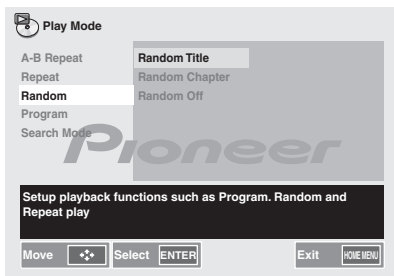 Play Mode
A-B Repeat
Random Title
Repeat
Random Chapter
Random
Random Off
Program
Search Mode
Pioneer
Setup playback functions such as Program. Random and
Repeat play
Move Select ENTER Exit HOME MENU